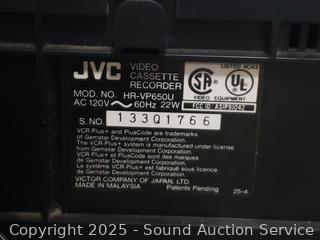 JVC VIDEO CASSETTE RECORDER
MOD. NO. HR-VP650U
AC 120V ~ 60Hz 22W
LISTED
SA
UL
VIDEO EQUIPMENT
S. NO. 133Q1766
VCR Plus+ and PlusCode are trademarks
of Gemstar Development Corporation.
The VCR Plus+ system is manufactured under license
from Gemstar Development Corporation.
VCR Plus+ et PlusCode sont des marques
de Gemstar Development Corporation.
Le système VCR Plus+ est fabriqué sous licence
de Gemstar Development Corporation.
VICTOR COMPANY OF JAPAN, LTD.
MADE IN MALAYSIA Patents Pending 25-4
Copyright 2025 - Sound Auction Service